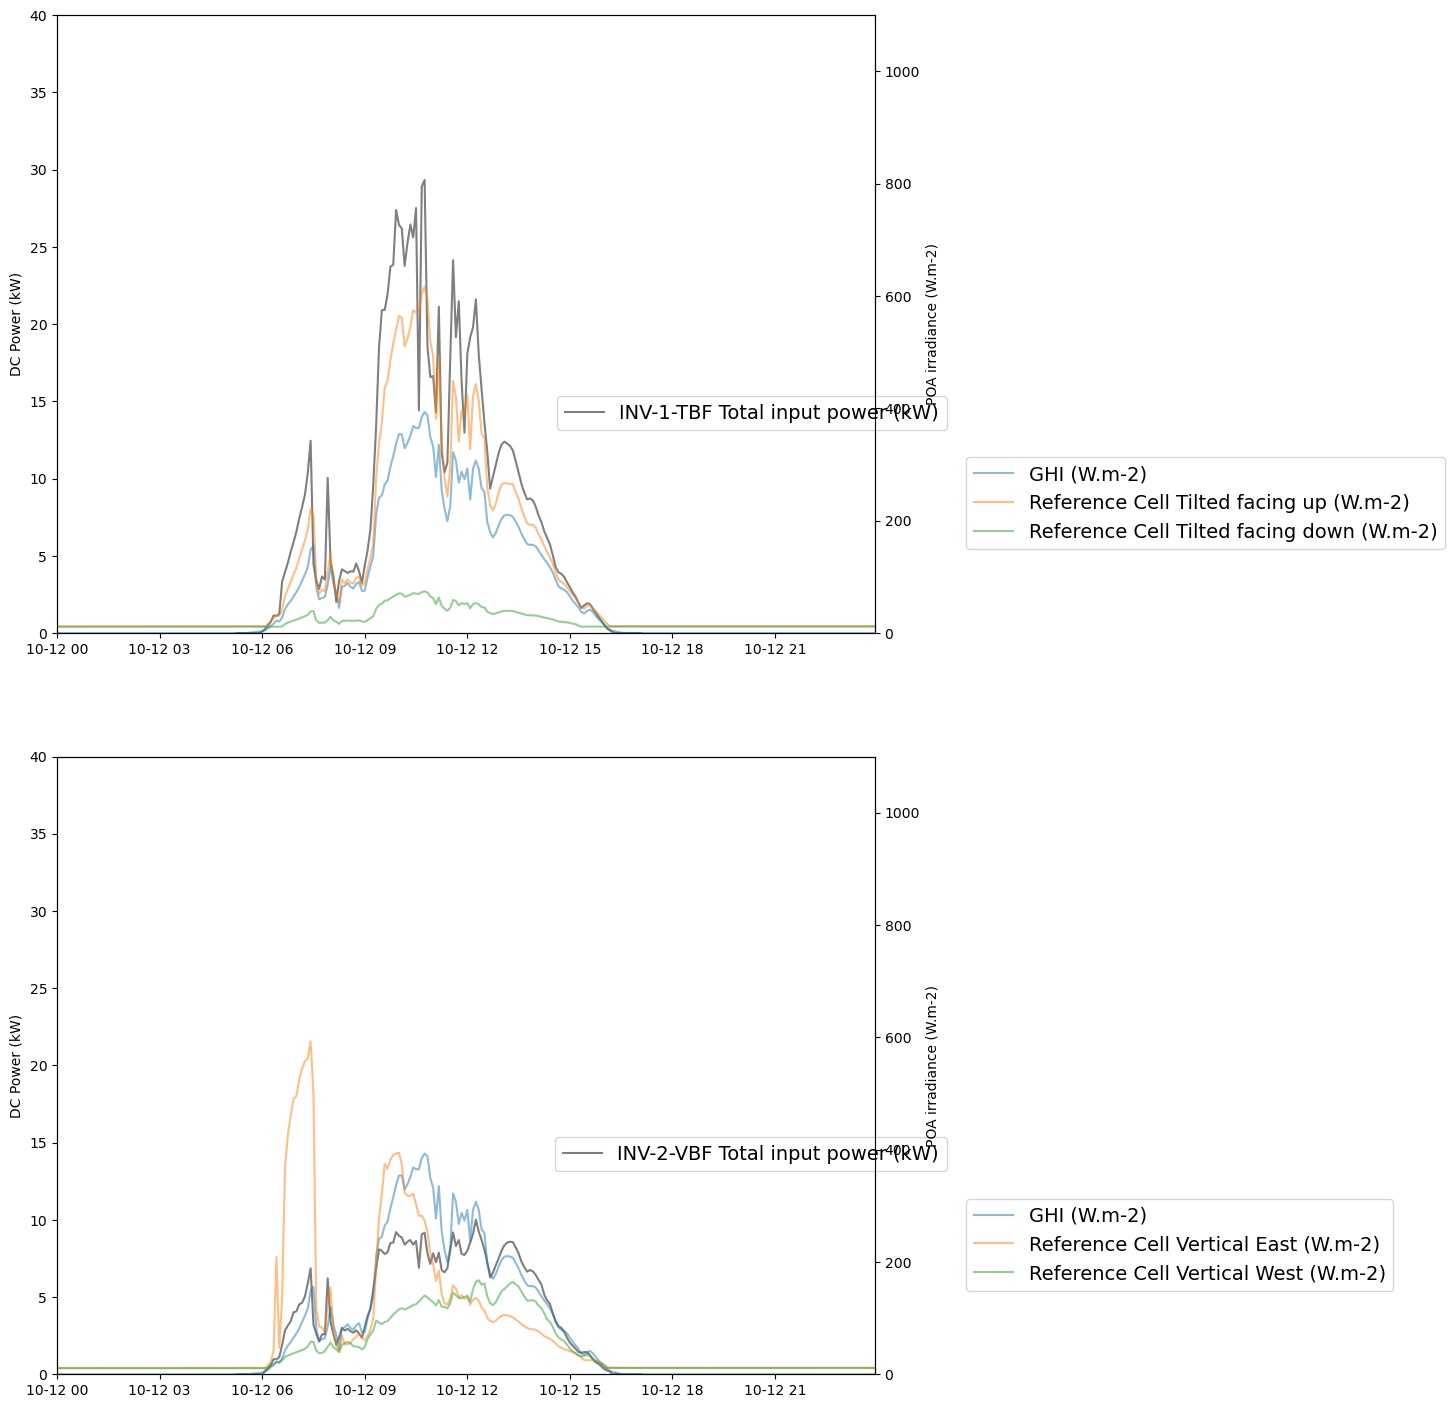 40
35
30
25
20
15
10
5
0
DC Power (kW)
1000
800
600
400
200
0
POA irradiance (W.m-2)
INV-1-TBF Total input power (kW)
GHI (W.m-2)
Reference Cell Tilted facing up (W.m-2)
Reference Cell Tilted facing down (W.m-2)
10-12 00 10-12 03 10-12 06 10-12 09 10-12 12 10-12 15 10-12 18 10-12 21
40
35
30
25
20
15
10
5
0
DC Power (kW)
1000
800
600
400
200
0
POA irradiance (W.m-2)
INV-2-VBF Total input power (kW)
GHI (W.m-2)
Reference Cell Vertical East (W.m-2)
Reference Cell Vertical West (W.m-2)
10-12 00 10-12 03 10-12 06 10-12 09 10-12 12 10-12 15 10-12 18 10-12 21